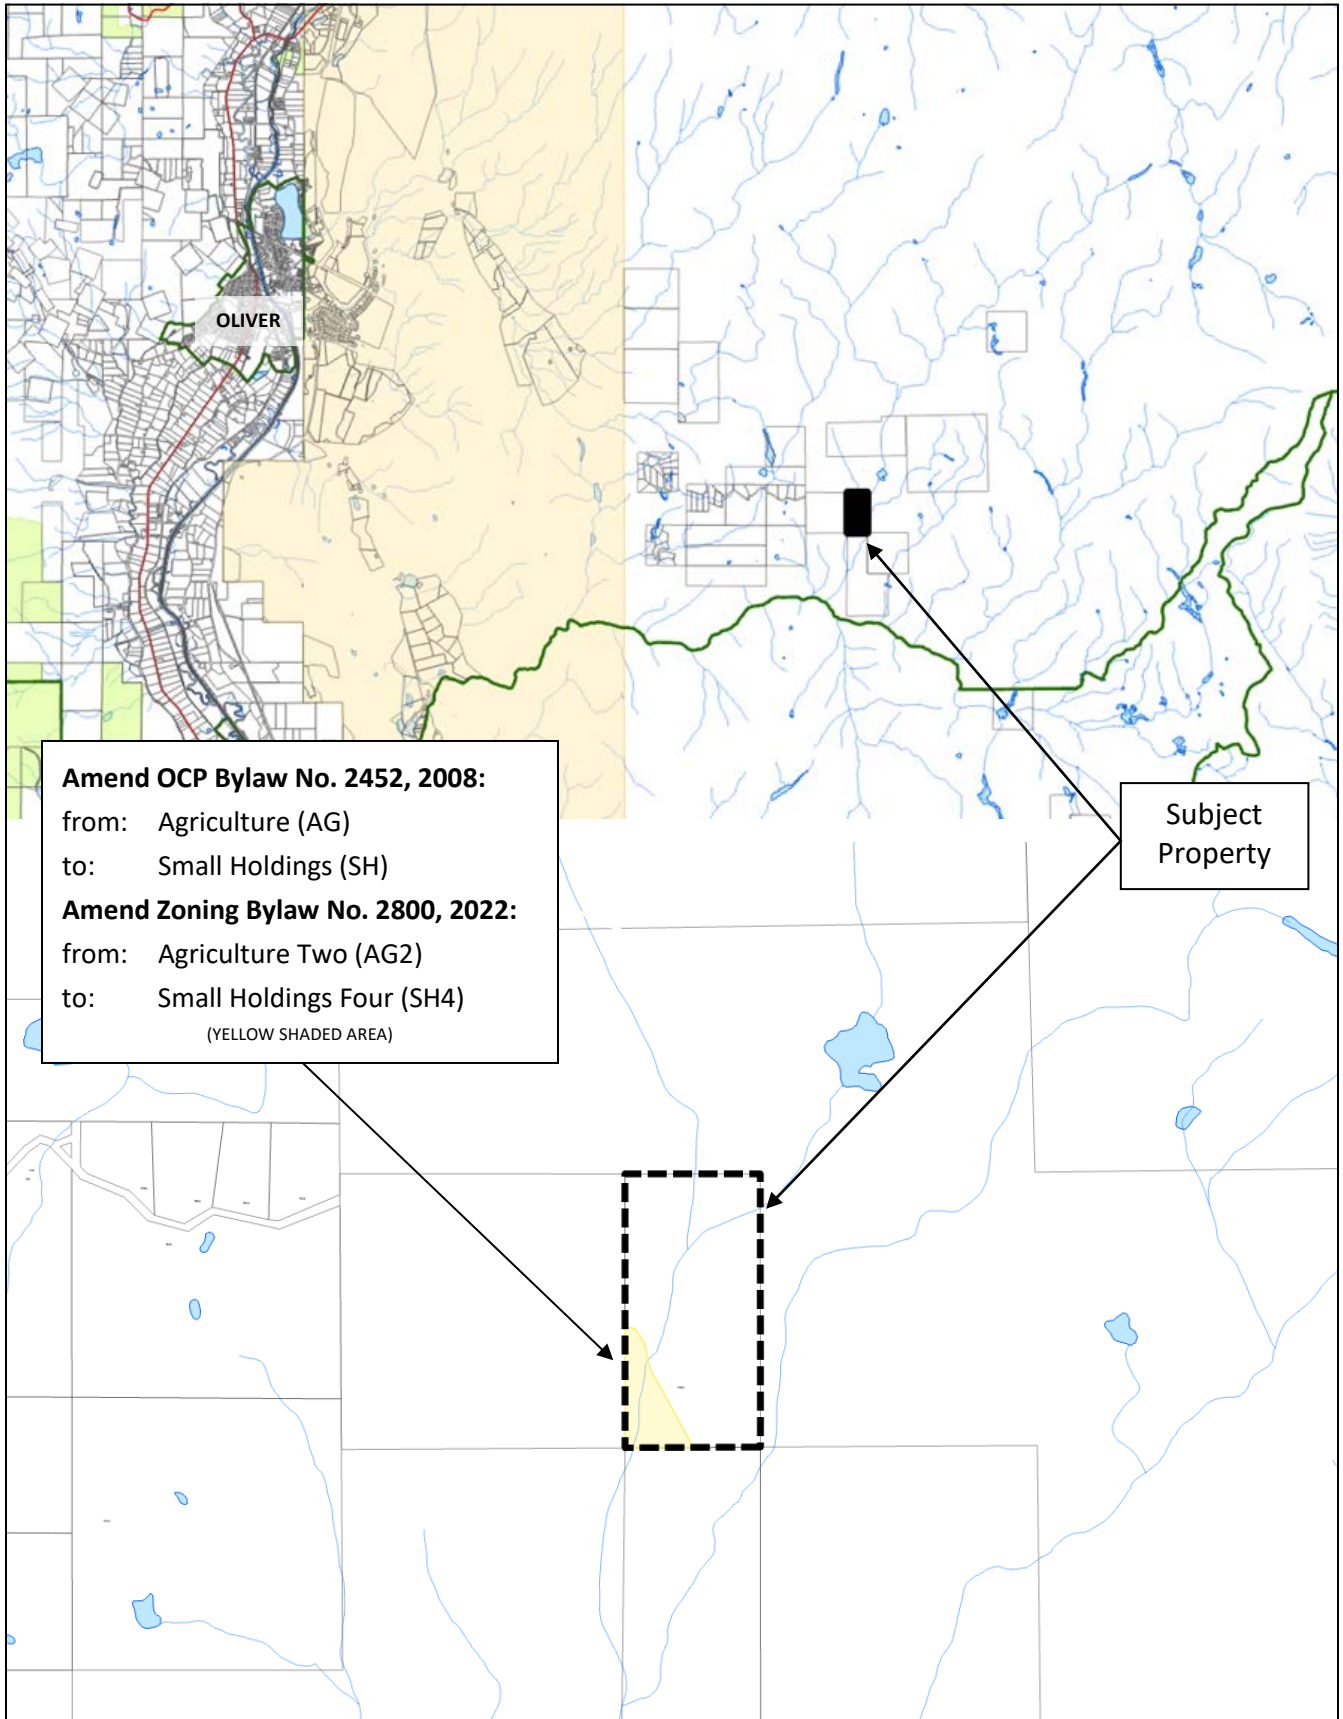 OLIVER
Amend OCP Bylaw No. 2452, 2008:
from: Agriculture (AG)
to: Small Holdings (SH)
Amend Zoning Bylaw No. 2800, 2022:
from: Agriculture Two (AG2)
to: Small Holdings Four (SH4)
(YELLOW SHADED AREA)
Subject
Property